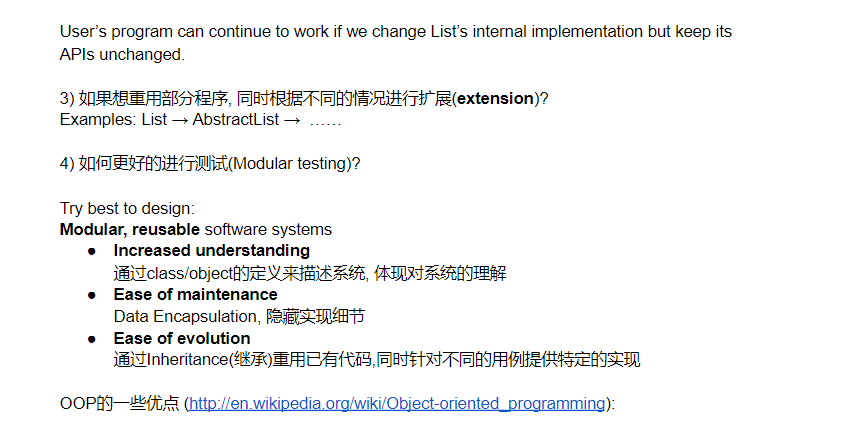 User’s program can continue to work if we change List’s internal implementation but keep its
APIs unchanged.
3) 如果想重用部分程序, 同时根据不同的情况进行扩展(extension)?
Examples: List → AbstractList → ……
4) 如何更好的进行测试(Modular testing)?
Try best to design:
Modular, reusable software systems
● Increased understanding
通过class/object的定义来描述系统, 体现对系统的理解
● Ease of maintenance
Data Encapsulation, 隐藏实现细节
● Ease of evolution
通过Inheritance(继承)重用已有代码,同时针对不同的用例提供特定的实现
OOP的一些优点 (http://en.wikipedia.org/wiki/Object-oriented_programming):